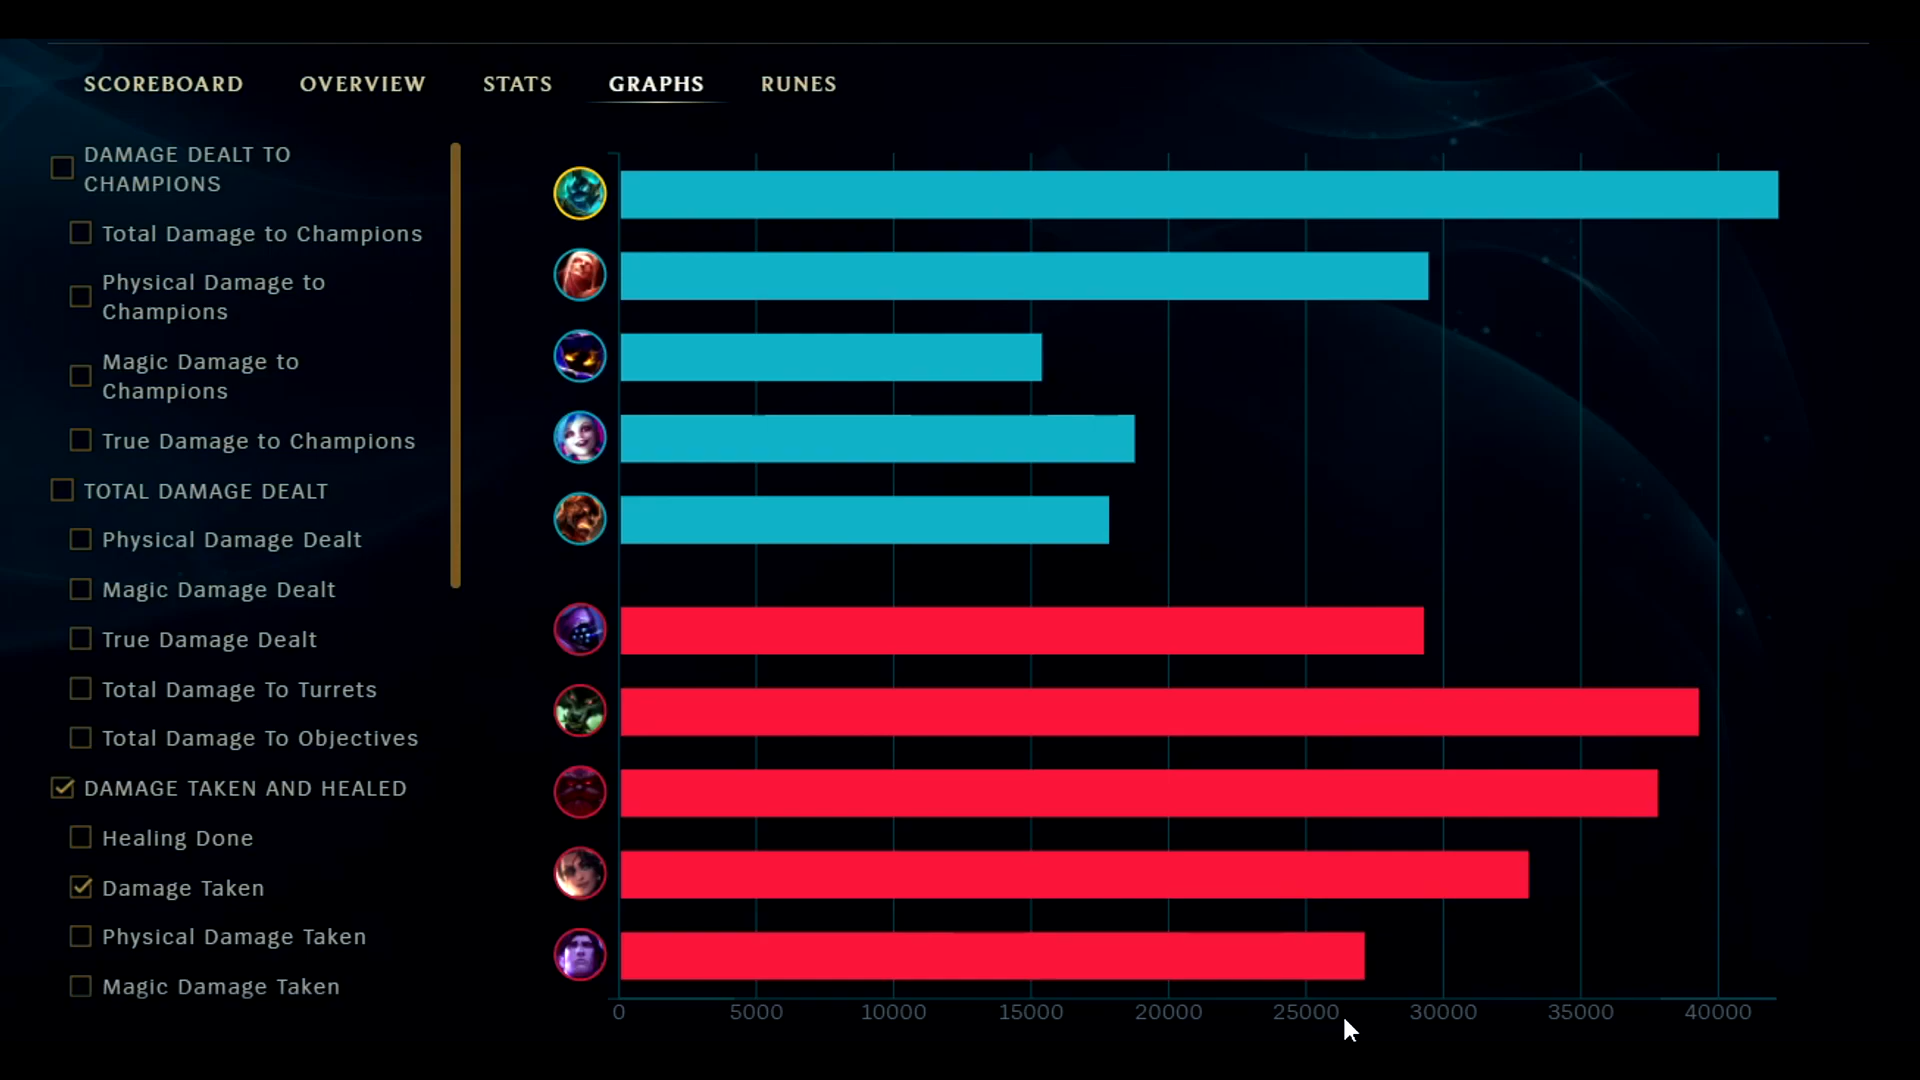 SCOREBOARD OVERVIEW STATS GRAPHS RUNES
DAMAGE DEALT TO
CHAMPIONS
Total Damage to Champions
Physical Damage to
Champions
Magic Damage to
Champions
True Damage to Champions
TOTAL DAMAGE DEALT
Physical Damage Dealt
Magic Damage Dealt
True Damage Dealt
Total Damage To Turrets
Total Damage To Objectives
DAMAGE TAKEN AND HEALED
Healing Done
Damage Taken
Physical Damage Taken
Magic Damage Taken
0 5000 10000 15000 20000 25000 30000 35000 40000